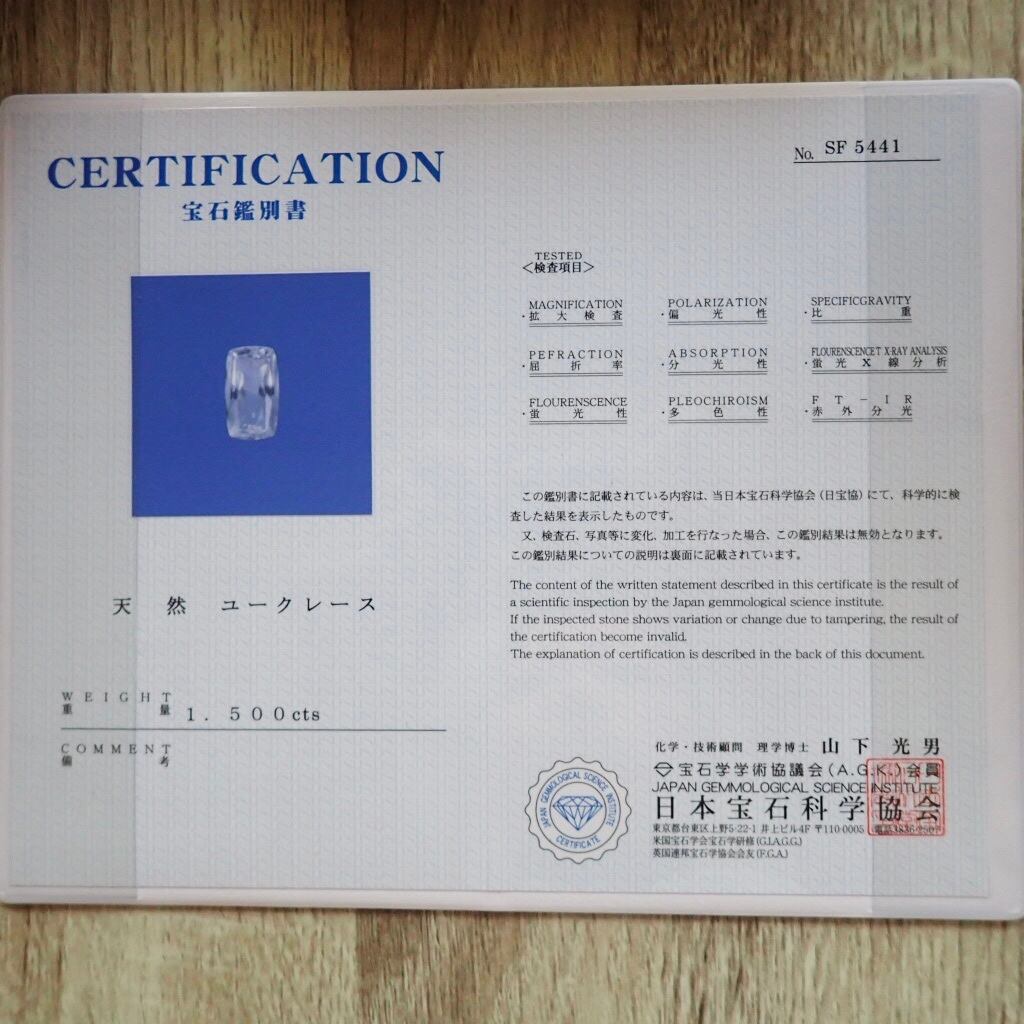 CERTIFICATION
宝石鑑別書
No. SF 5441
TESTED
＜検査項目＞
MAGNIFICATION
・拡大検査
POLARIZATION
・偏光性
SPECIFICGRAVITY
・比重
PEFRACTION
・屈折率
ABSORPTION
・分光性
FLOURENSCENCET X-RAY ANALYSIS
・蛍光X線分析
FLOURENSCENCE
・蛍光性
PLEOCHIROISM
・多色性
FT-IR
・赤外分光
この鑑別書に記載されている内容は、当日本宝石科学協会（日宝協）にて、科学的に検
査した結果を表示したものです。
又、検査石、写真等に変化、加工を行なった場合、この鑑別結果は無効となります。
この鑑別結果についての説明は裏面に記載されています。
The content of the written statement described in this certificate is the result of
a scientific inspection by the Japan gemmological science institute.
If the inspected stone shows variation or change due to tampering, the result of
the certification become invalid.
The explanation of certification is described in the back of this document.
天然 ユークレース
WEIGHT
重量 1.500cts
COMMENT
備考
JAPAN GEMMOLOGICAL SCIENCE INSTITUTE
CERTIFICATE
化学・技術顧問 理学博士 山下光男
宝石学学術協議会(A.G.K.)会員
JAPAN GEMMOLOGICAL SCIENCE INSTITUTE
日本宝石科学協会
東京都台東区上野5-22-1 井上ビル4F 〒110-0005 電話3836-2507
米国宝石学会宝石学研修(G.I.A.G.G.)
英国連邦宝石学協会会友(F.G.A.)